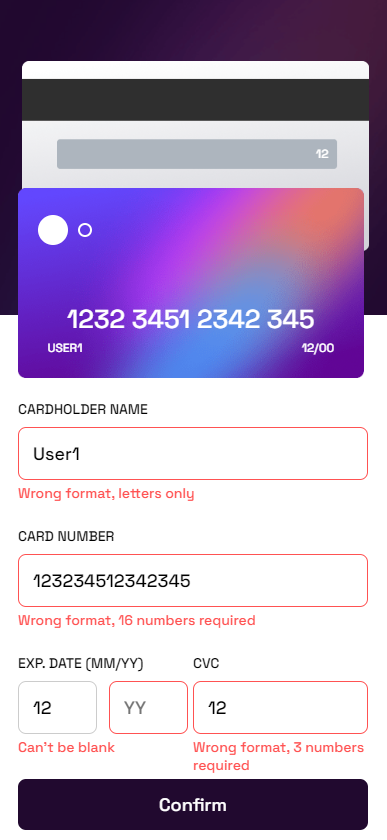 12
1232 3451 2342 345
USER1 12/00
CARDHOLDER NAME
User1
Wrong format, letters only
CARD NUMBER
123234512342345
Wrong format, 16 numbers required
EXP. DATE (MM/YY) CVC
12 YY 12
Can't be blank Wrong format, 3 numbers
required
Confirm